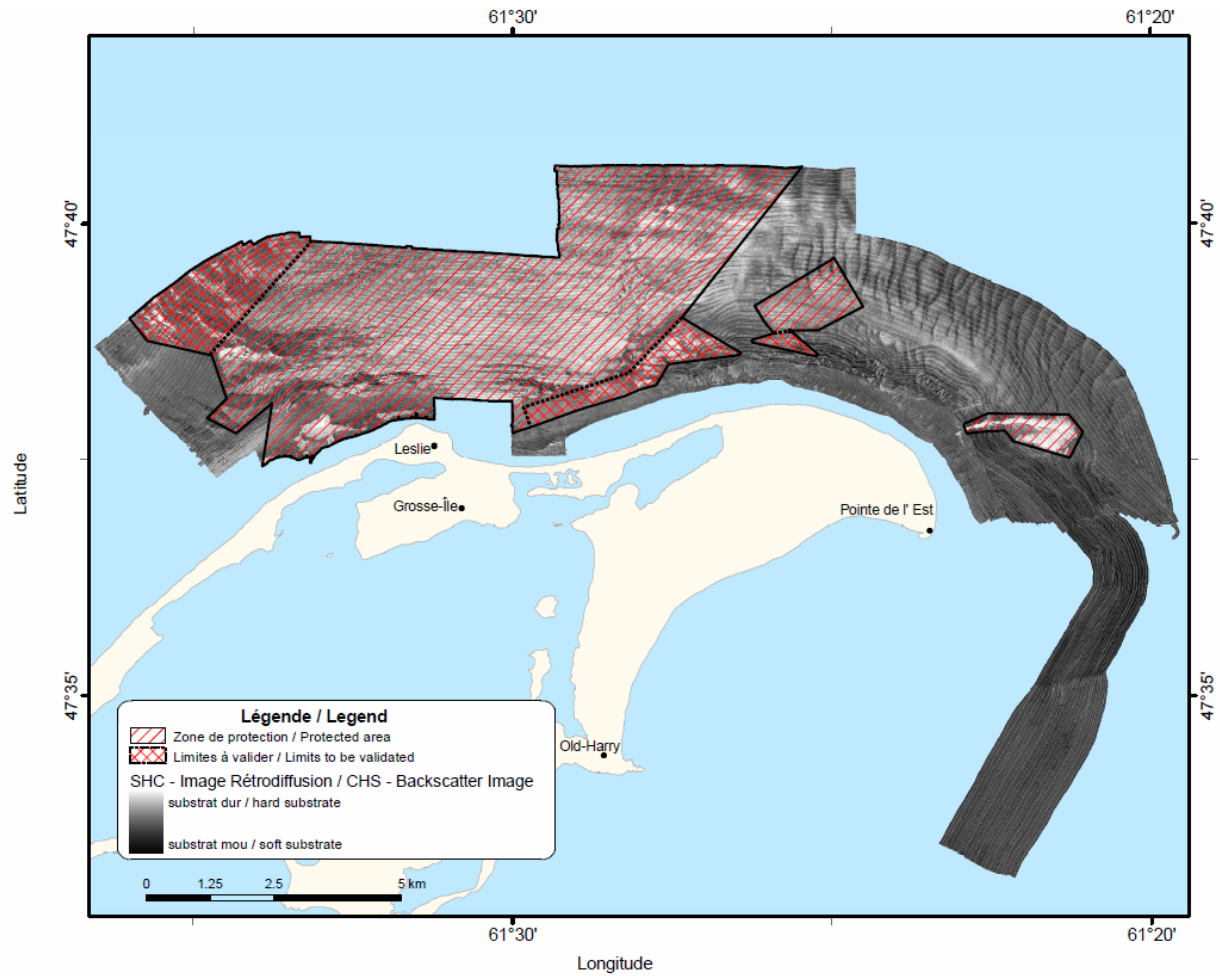 61°30'
61°20'
47°40'
47°40'
Leslie
Grosse-Île
Pointe de l' Est
Latitude
47°35'
47°35'
Légende / Legend
Zone de protection / Protected area
Limites à valider / Limits to be validated
SHC - Image Rétrodiffusion / CHS - Backscatter Image
substrat dur / hard substrate
substrat mou / soft substrate
Old-Harry
0 1.25 2.5 5 km
61°30'
61°20'
Longitude